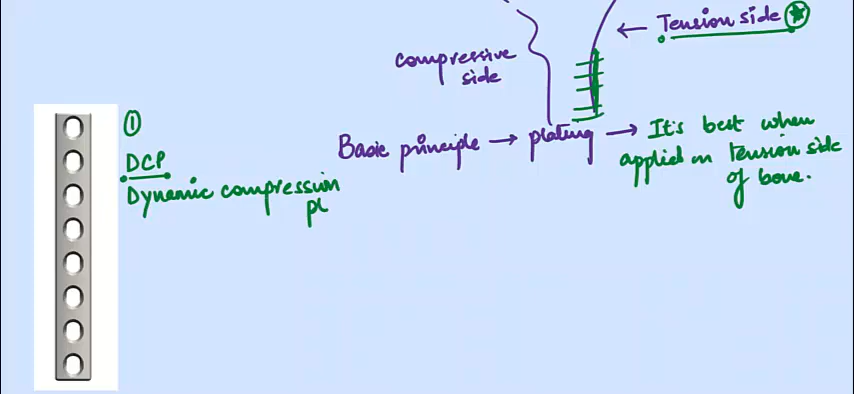 Tension side
←
compressive
side
①
Basic principle → plating → It's best when
applied on tension side
of bone.
DCP
Dynamic compression
pl